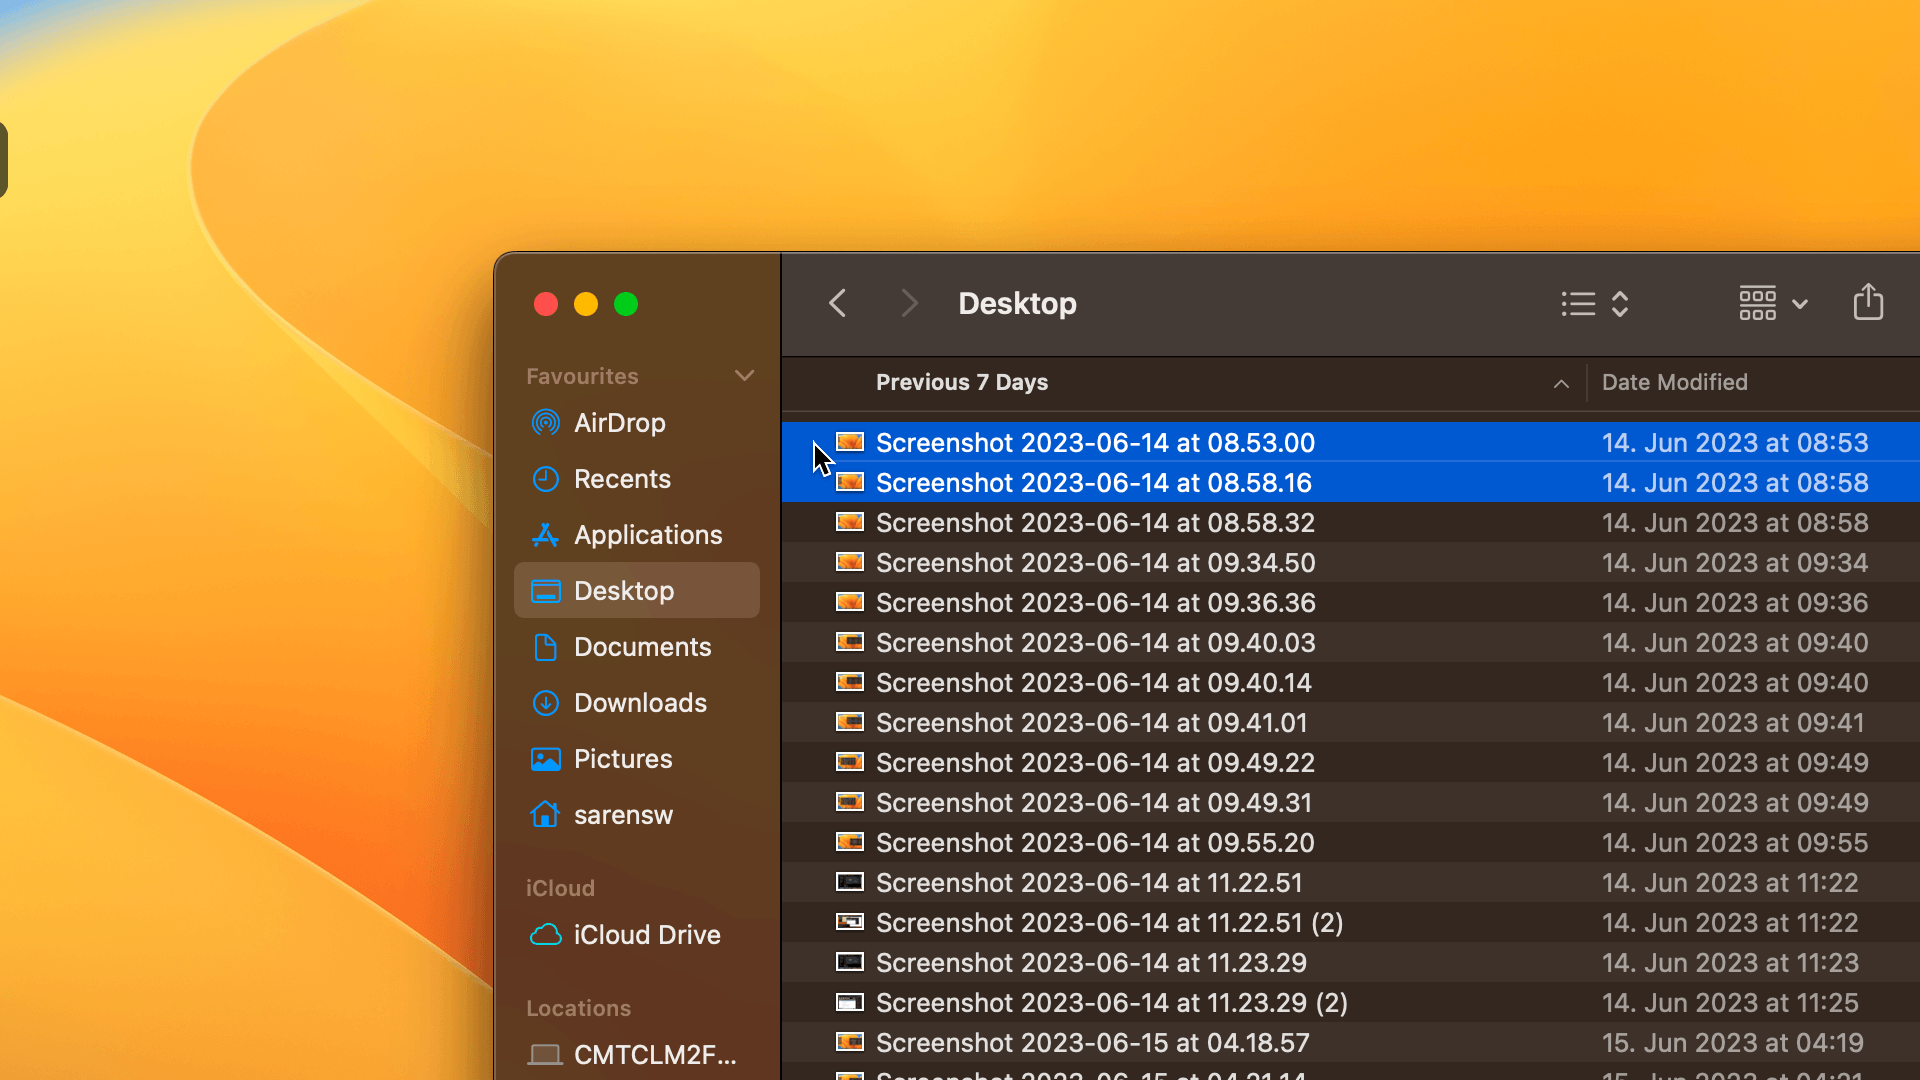 Desktop
Favourites
AirDrop
Recents
Applications
Desktop
Documents
Downloads
Pictures
sarensw
iCloud
iCloud Drive
Locations
CMTCLM2F...
Previous 7 Days Date Modified
Screenshot 2023-06-14 at 08.53.00 14. Jun 2023 at 08:53
Screenshot 2023-06-14 at 08.58.16 14. Jun 2023 at 08:58
Screenshot 2023-06-14 at 08.58.32 14. Jun 2023 at 08:58
Screenshot 2023-06-14 at 09.34.50 14. Jun 2023 at 09:34
Screenshot 2023-06-14 at 09.36.36 14. Jun 2023 at 09:36
Screenshot 2023-06-14 at 09.40.03 14. Jun 2023 at 09:40
Screenshot 2023-06-14 at 09.40.14 14. Jun 2023 at 09:40
Screenshot 2023-06-14 at 09.41.01 14. Jun 2023 at 09:41
Screenshot 2023-06-14 at 09.49.22 14. Jun 2023 at 09:49
Screenshot 2023-06-14 at 09.49.31 14. Jun 2023 at 09:49
Screenshot 2023-06-14 at 09.55.20 14. Jun 2023 at 09:55
Screenshot 2023-06-14 at 11.22.51 14. Jun 2023 at 11:22
Screenshot 2023-06-14 at 11.22.51 (2) 14. Jun 2023 at 11:22
Screenshot 2023-06-14 at 11.23.29 14. Jun 2023 at 11:23
Screenshot 2023-06-14 at 11.23.29 (2) 14. Jun 2023 at 11:25
Screenshot 2023-06-15 at 04.18.57 15. Jun 2023 at 04:19